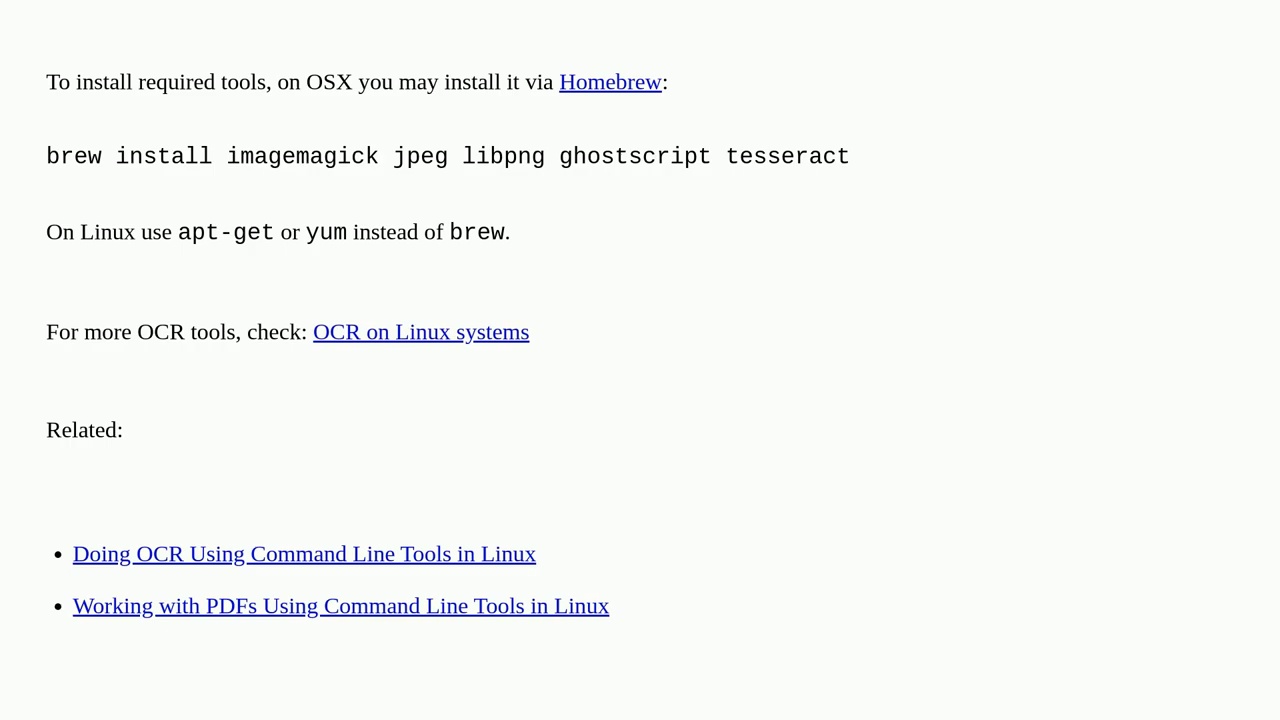 To install required tools, on OSX you may install it via Homebrew:
brew install imagemagick jpeg libpng ghostscript tesseract
On Linux use apt-get or yum instead of brew.
For more OCR tools, check: OCR on Linux systems
Related:
• Doing OCR Using Command Line Tools in Linux
• Working with PDFs Using Command Line Tools in Linux